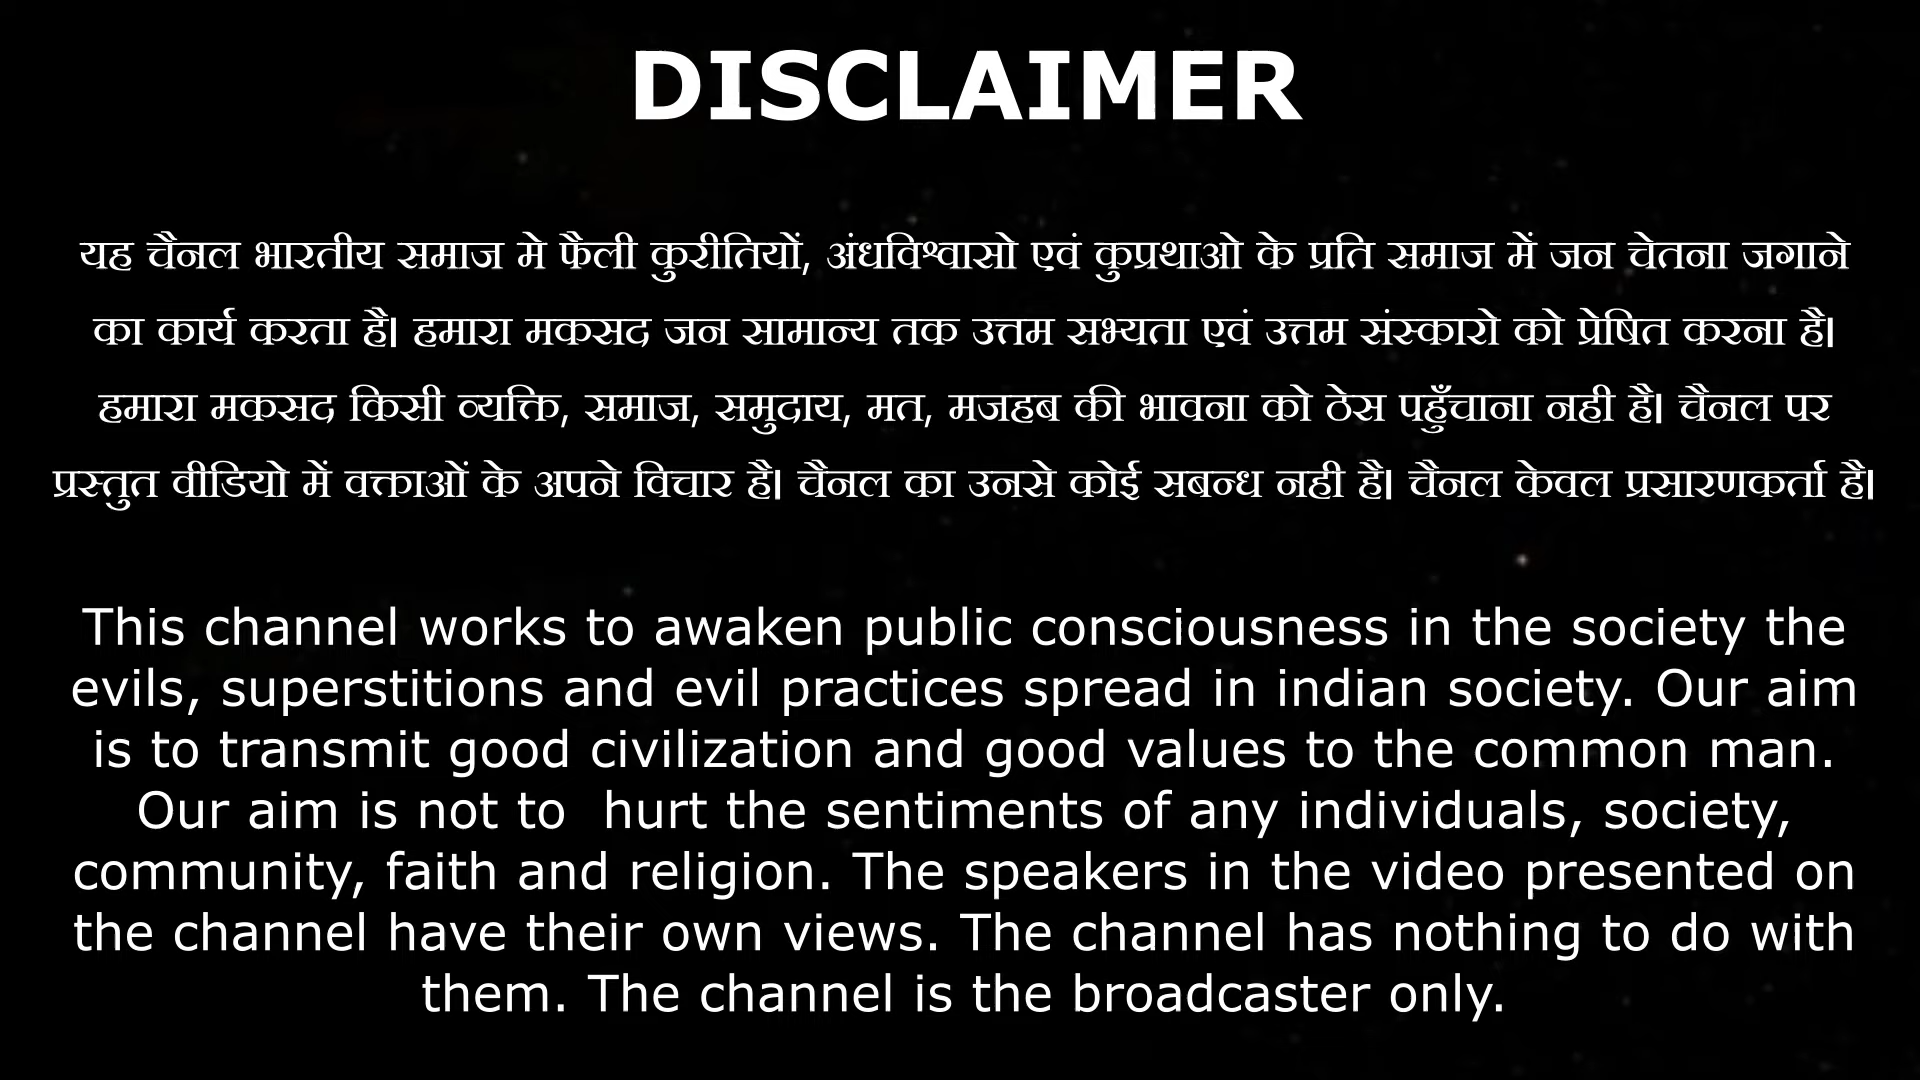 DISCLAIMER
यह चैनल भारतीय समाज मे फैली कुरीतियों, अंधविश्वासो एवं कुप्रथाओ के प्रति समाज में जन चेतना जगाने
का कार्य करता है। हमारा मकसद जन सामान्य तक उत्तम सभ्यता एवं उत्तम संस्कारो को प्रेषित करना है।
हमारा मकसद किसी व्यक्ति, समाज, समुदाय, मत, मजहब की भावना को ठेस पहुँचाना नही है। चैनल पर
प्रस्तुत वीडियो में वक्ताओं के अपने विचार है। चैनल का उनसे कोई सबन्ध नही है। चैनल केवल प्रसारणकर्ता है।
This channel works to awaken public consciousness in the society the
evils, superstitions and evil practices spread in indian society. Our aim
is to transmit good civilization and good values to the common man.
Our aim is not to  hurt the sentiments of any individuals, society,
community, faith and religion. The speakers in the video presented on
the channel have their own views. The channel has nothing to do with
them. The channel is the broadcaster only.